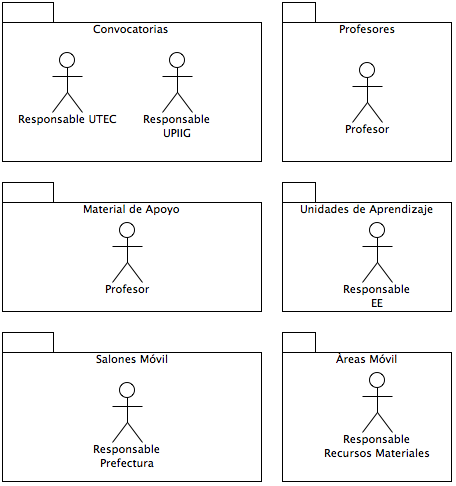 Convocatorias
Responsable UTEC
Responsable
UPIIG
Profesores
Profesor
Material de Apoyo
Profesor
Unidades de Aprendizaje
Responsable
EE
Salones Móvil
Responsable
Prefectura
Àreas Móvil
Responsable
Recursos Materiales